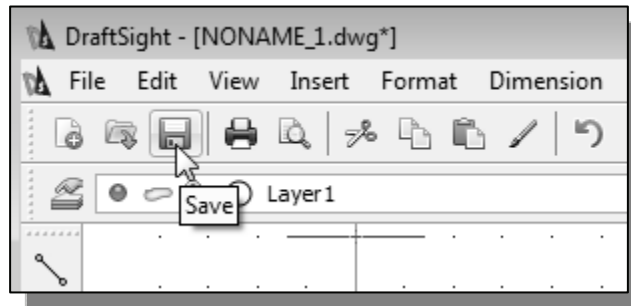 DraftSight - [NONAME_1.dwg*]
File Edit View Insert Format Dimension
Layer1
Save